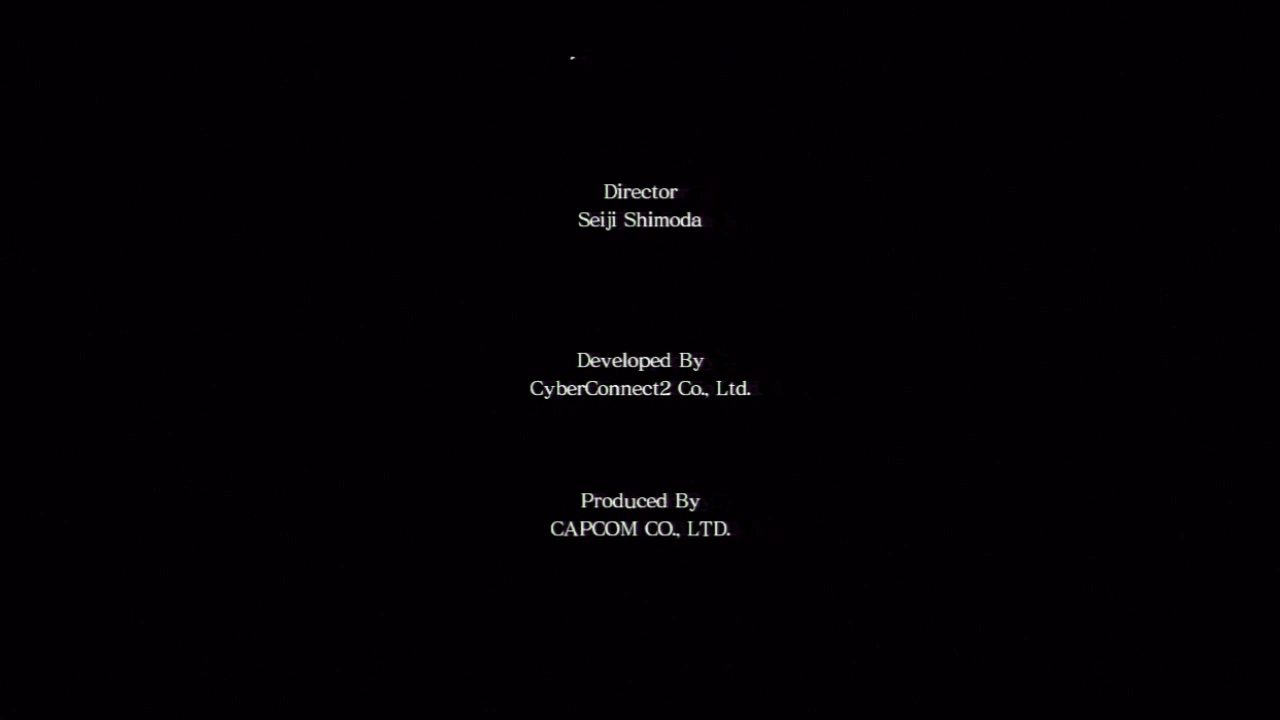 Director
Seiji Shimoda
Developed By
CyberConnect2 Co., Ltd.
Produced By
CAPCOM CO., LTD.